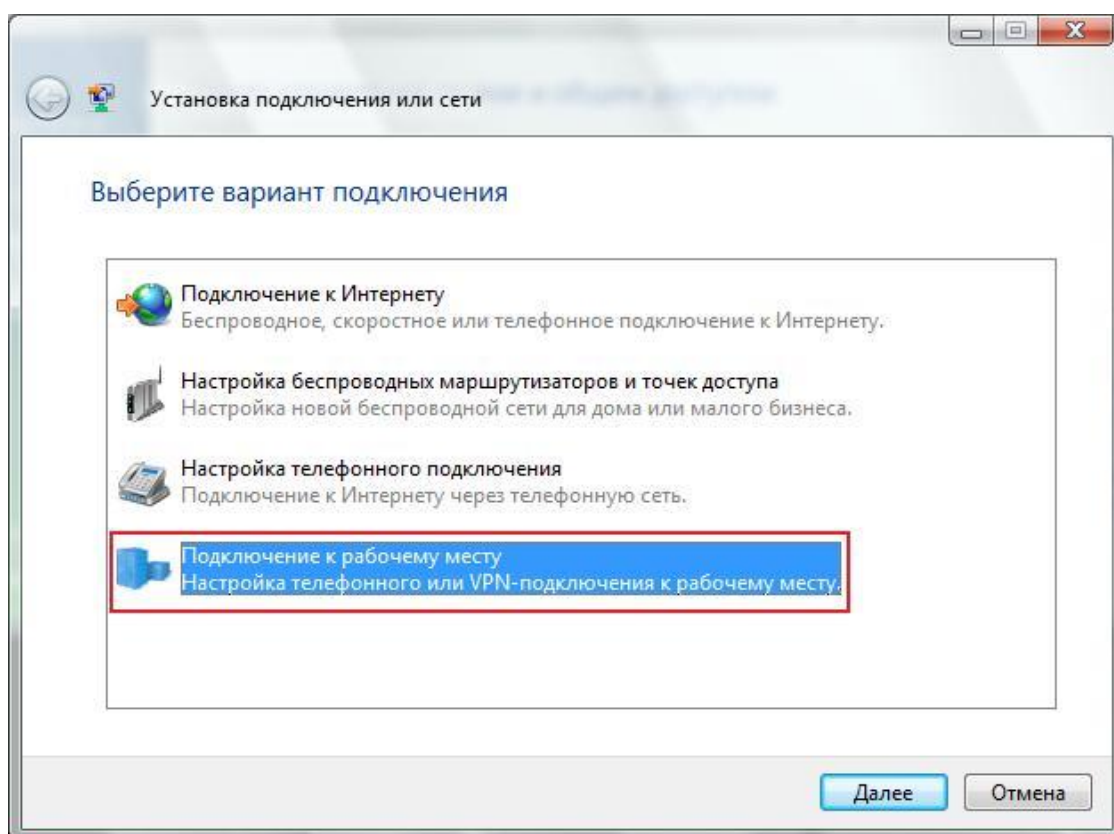 Установка подключения или сети
Выберите вариант подключения
Подключение к Интернету
Беспроводное, скоростное или телефонное подключение к Интернету.
Настройка беспроводных маршрутизаторов и точек доступа
Настройка новой беспроводной сети для дома или малого бизнеса.
Настройка телефонного подключения
Подключение к Интернету через телефонную сеть.
Подключение к рабочему месту
Настройка телефонного или VPN-подключения к рабочему месту.
Далее
Отмена